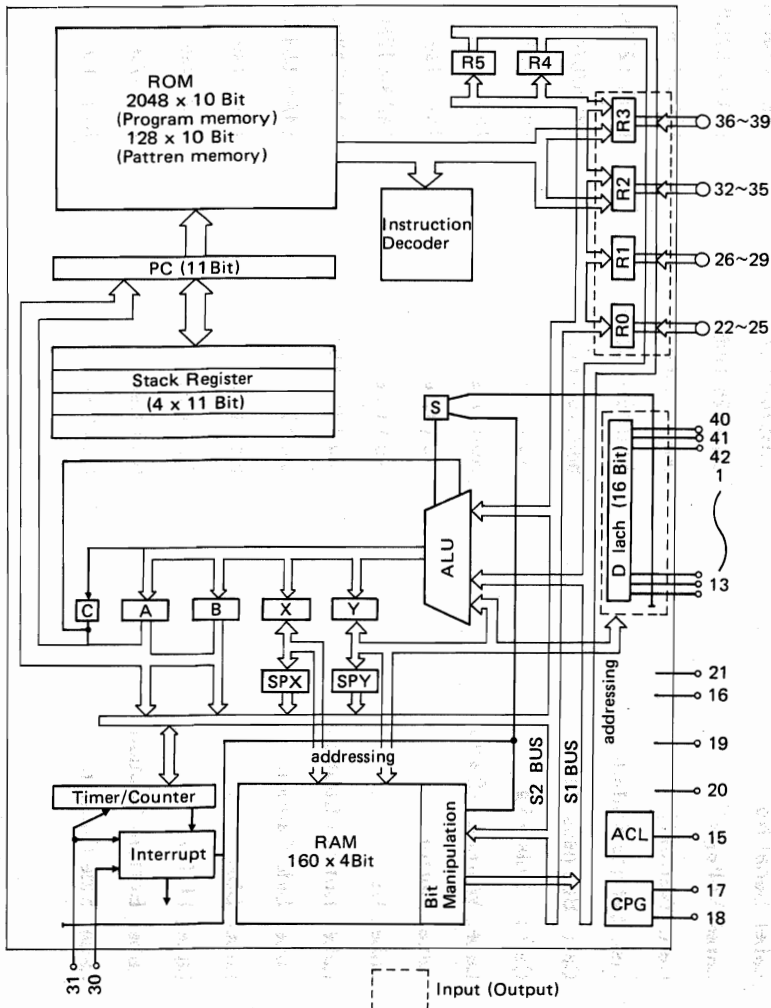 ROM
2048 x 10 Bit
(Program memory)
128 x 10 Bit
(Pattren memory)
R5
R4
R3
36~39
Instruction
Decoder
R2
32~35
PC (11Bit)
R1
26~29
R0
22~25
Stack Register
(4 x 11 Bit)
S
D lach (16 Bit)
40
41
42
1
13
ALU
C
A
B
X
Y
SPX
SPY
addressing
21
16
19
20
addressing
S2 BUS
S1 BUS
Timer/Counter
Interrupt
RAM
160 x 4Bit
Bit
Manipulation
ACL
15
CPG
17
18
31
30
Input (Output)